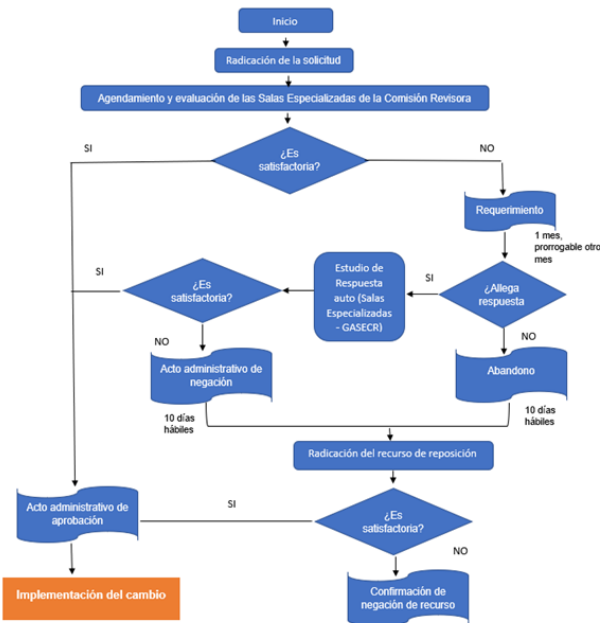 Inicio
Radicación de la solicitud
Agendamiento y evaluación de las Salas Especializadas de la Comisión Revisora
¿Es
satisfactoria?
SI
NO
Requerimiento
1 mes,
prorrogable otro
mes
¿Allega
respuesta
SI
Estudio de
Respuesta
auto (Salas
Especializadas
- GASECR)
¿Es
satisfactoria?
SI
NO
NO
Acto administrativo de
negación
Abandono
10 días
hábiles
10 días
hábiles
Radicación del recurso de reposición
Acto administrativo de
aprobación
SI
¿Es
satisfactoria?
NO
Implementación del cambio
Confirmación de
negación de recurso